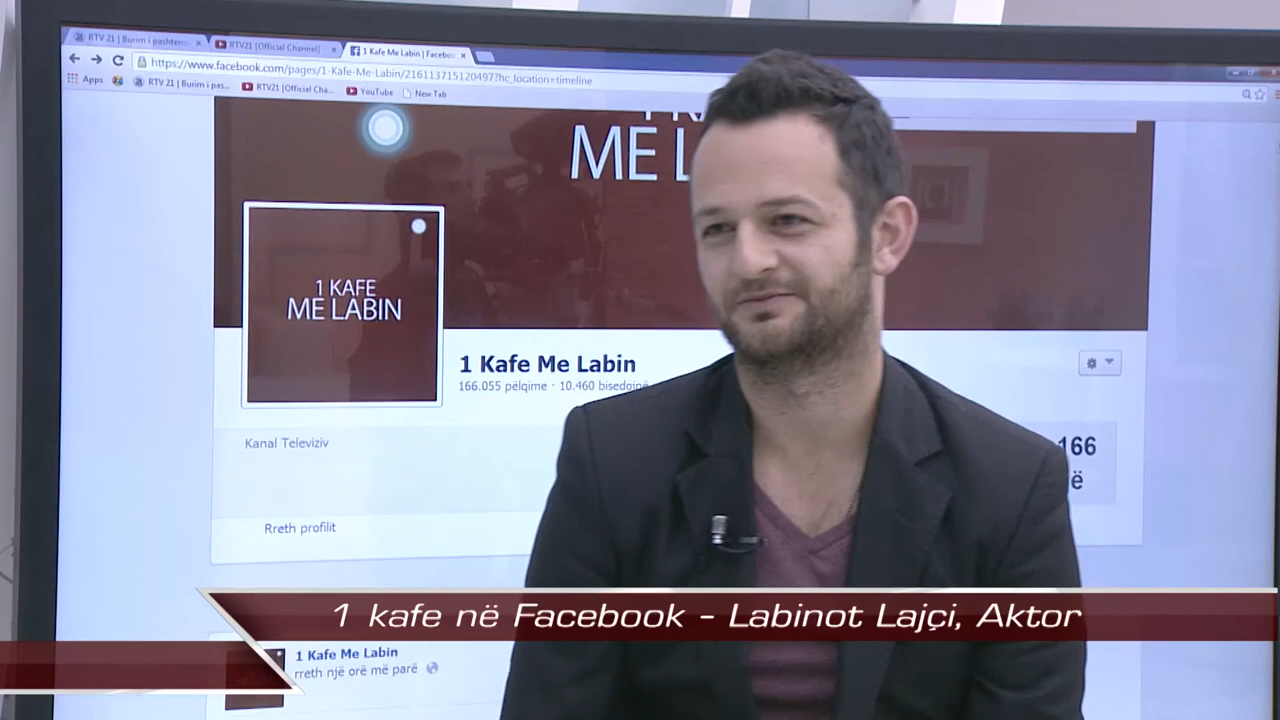 RTV 21 | Burim i pashters
RTV21 [Official Channel]
1 Kafe Me Labin | Faceboo
https://www.facebook.com/pages/1-Kafe-Me-Labin/216113715120497?hc_location=timeline
Apps
RTV 21 | Burim i pas...
RTV21 [Official Cha...
YouTube
New Tab
ME L
1 KAFE
ME LABIN
1 Kafe Me Labin
166.055 pëlqime · 10.460 bisedojnë
Kanal Televiziv
166
ë
Rreth profilit
1 kafe në Facebook - Labinot Lajçi, Aktor
1 Kafe Me Labin
rreth një orë më parë